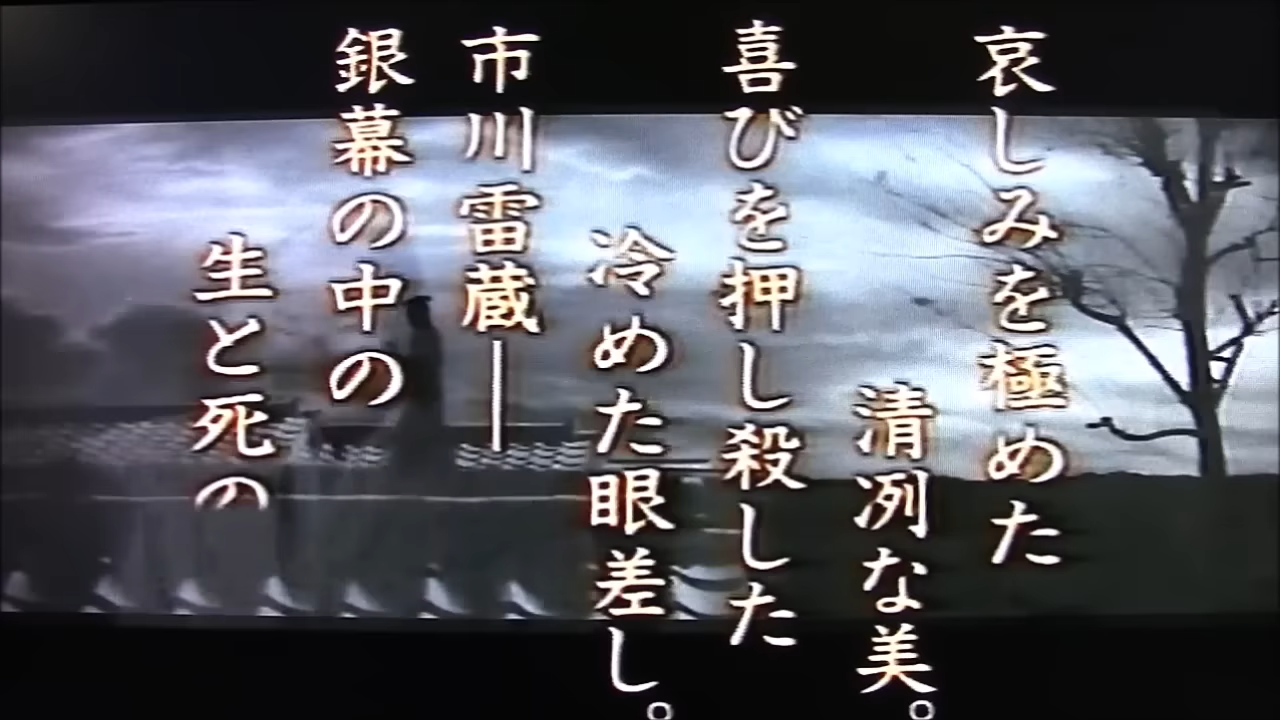 哀しみを極めた
清冽な美。
喜びを押し殺した
冷めた眼差し。
市川雷蔵――
銀幕の中の
生と死の